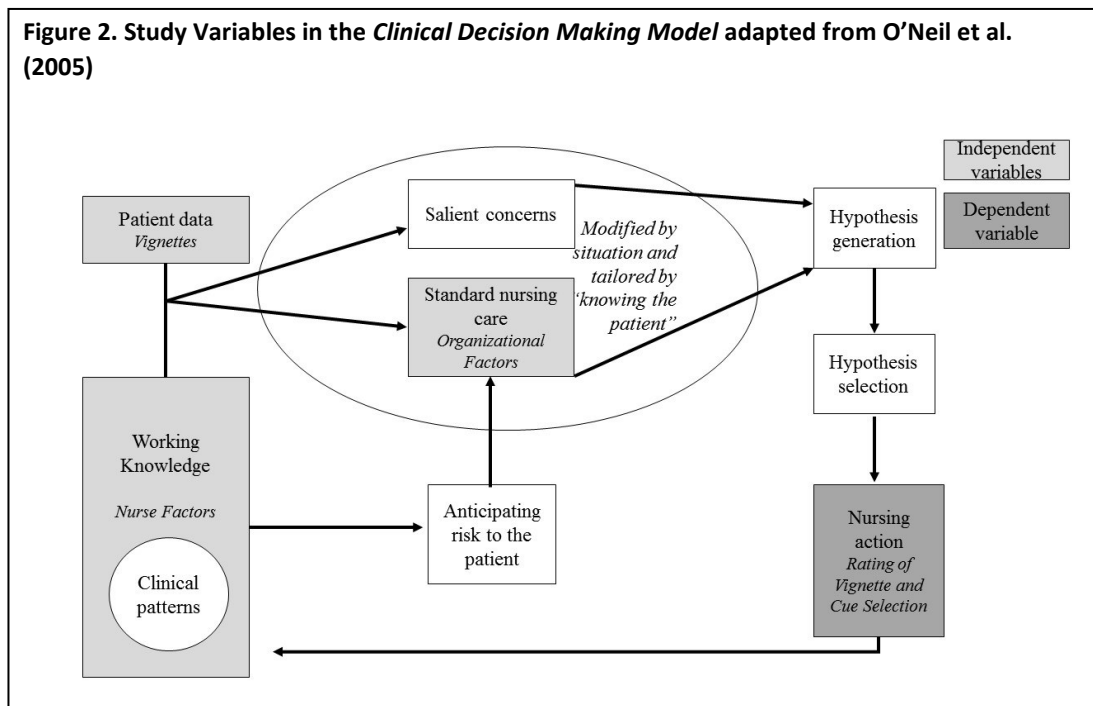 Figure 2. Study Variables in the Clinical Decision Making Model adapted from O’Neil et al.
(2005)
Independent
variables
Dependent
variable
Patient data
Vignettes
Salient concerns
Modified by
situation and
tailored by
“knowing the
patient”
Standard nursing
care
Organizational
Factors
Hypothesis
generation
Hypothesis
selection
Working
Knowledge
Nurse Factors
Clinical
patterns
Anticipating
risk to the
patient
Nursing
action
Rating of
Vignette and
Cue Selection